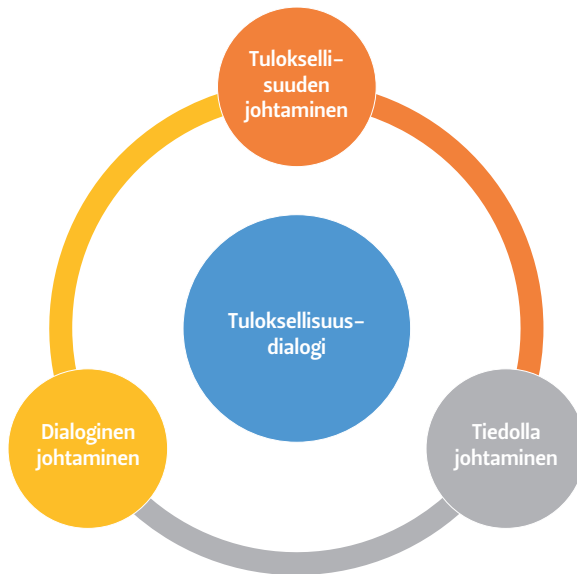 Tulokselli–
suuden
johtaminen
Tuloksellisuus–
dialogi
Dialoginen
johtaminen
Tiedolla
johtaminen